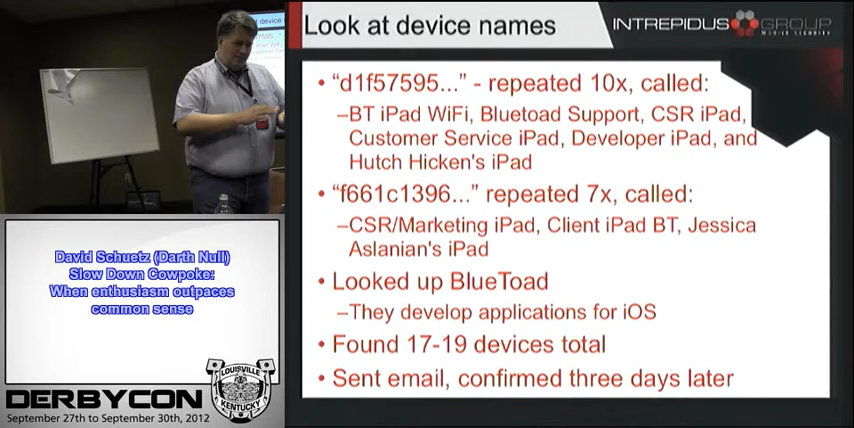 Look at device names
INTREPIDUS GROUP
MOBILE SECURITY
• "d1f57595..." - repeated 10x, called:
–BT iPad WiFi, Bluetoad Support, CSR iPad,
Customer Service iPad, Developer iPad, and
Hutch Hicken's iPad
• "f661c1396..." repeated 7x, called:
–CSR/Marketing iPad, Client iPad BT, Jessica
Aslanian's iPad
• Looked up BlueToad
–They develop applications for iOS
• Found 17-19 devices total
• Sent email, confirmed three days later
David Schuetz (Darth Null)
Slow Down Cowpoke:
When enthusiasm outpaces
common sense
LOUISVILLE
KENTUCKY
DERBYCON
September 27th to September 30th, 2012